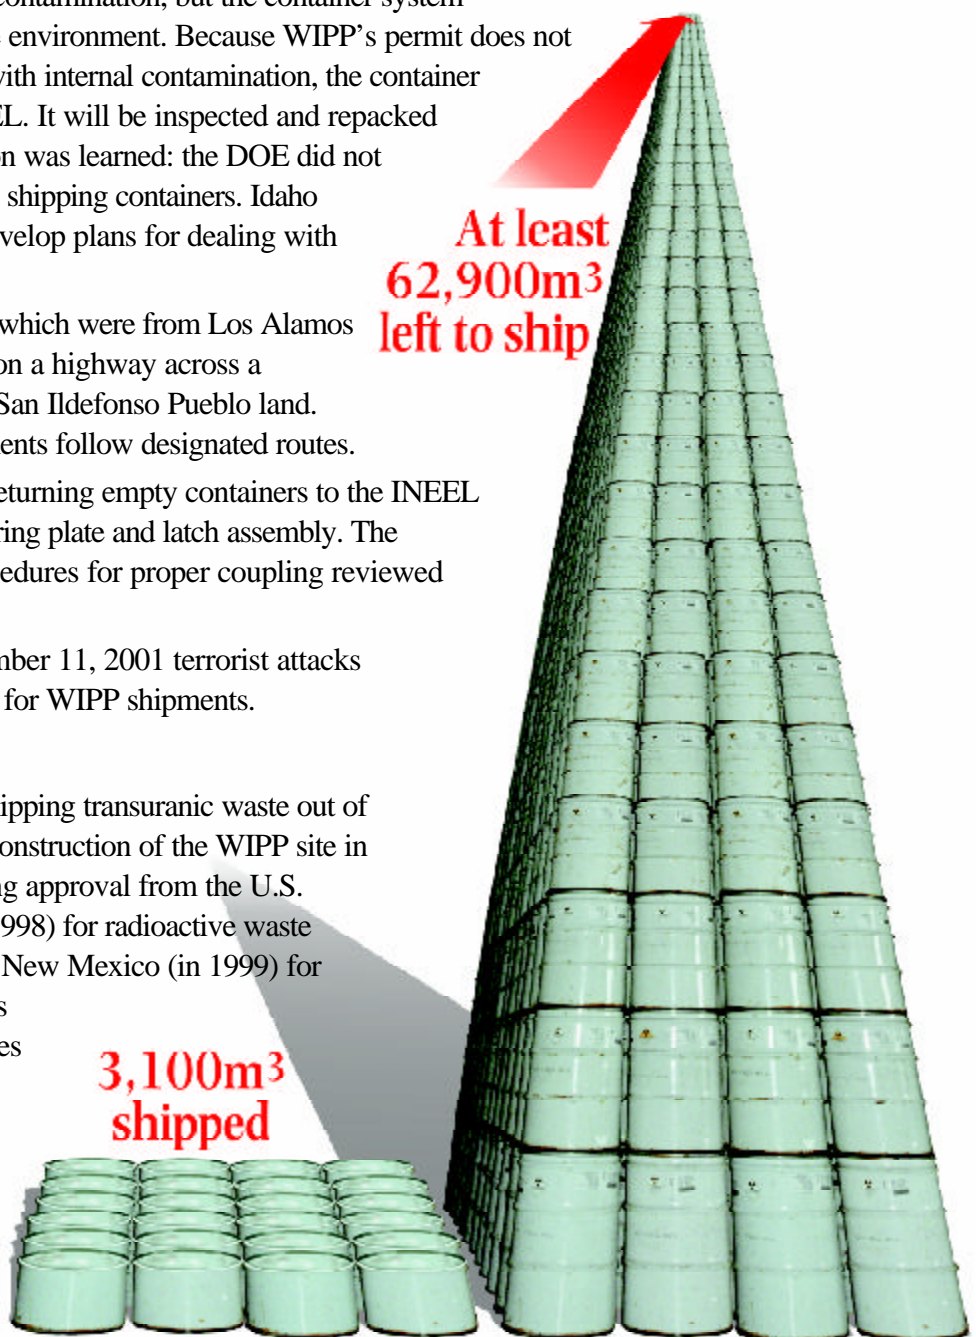 contamination, but the container system
environment. Because WIPP’s permit does not
with internal contamination, the container
EL. It will be inspected and repacked
on was learned: the DOE did not
shipping containers. Idaho
velop plans for dealing with
At least
62,900m³
left to ship
which were from Los Alamos
on a highway across a
San Ildefonso Pueblo land.
ents follow designated routes.
eturning empty containers to the INEEL
ring plate and latch assembly. The
edures for proper coupling reviewed
mber 11, 2001 terrorist attacks
for WIPP shipments.
ipping transuranic waste out of
onstruction of the WIPP site in
ng approval from the U.S.
998) for radioactive waste
New Mexico (in 1999) for
s
es
3,100m³
shipped